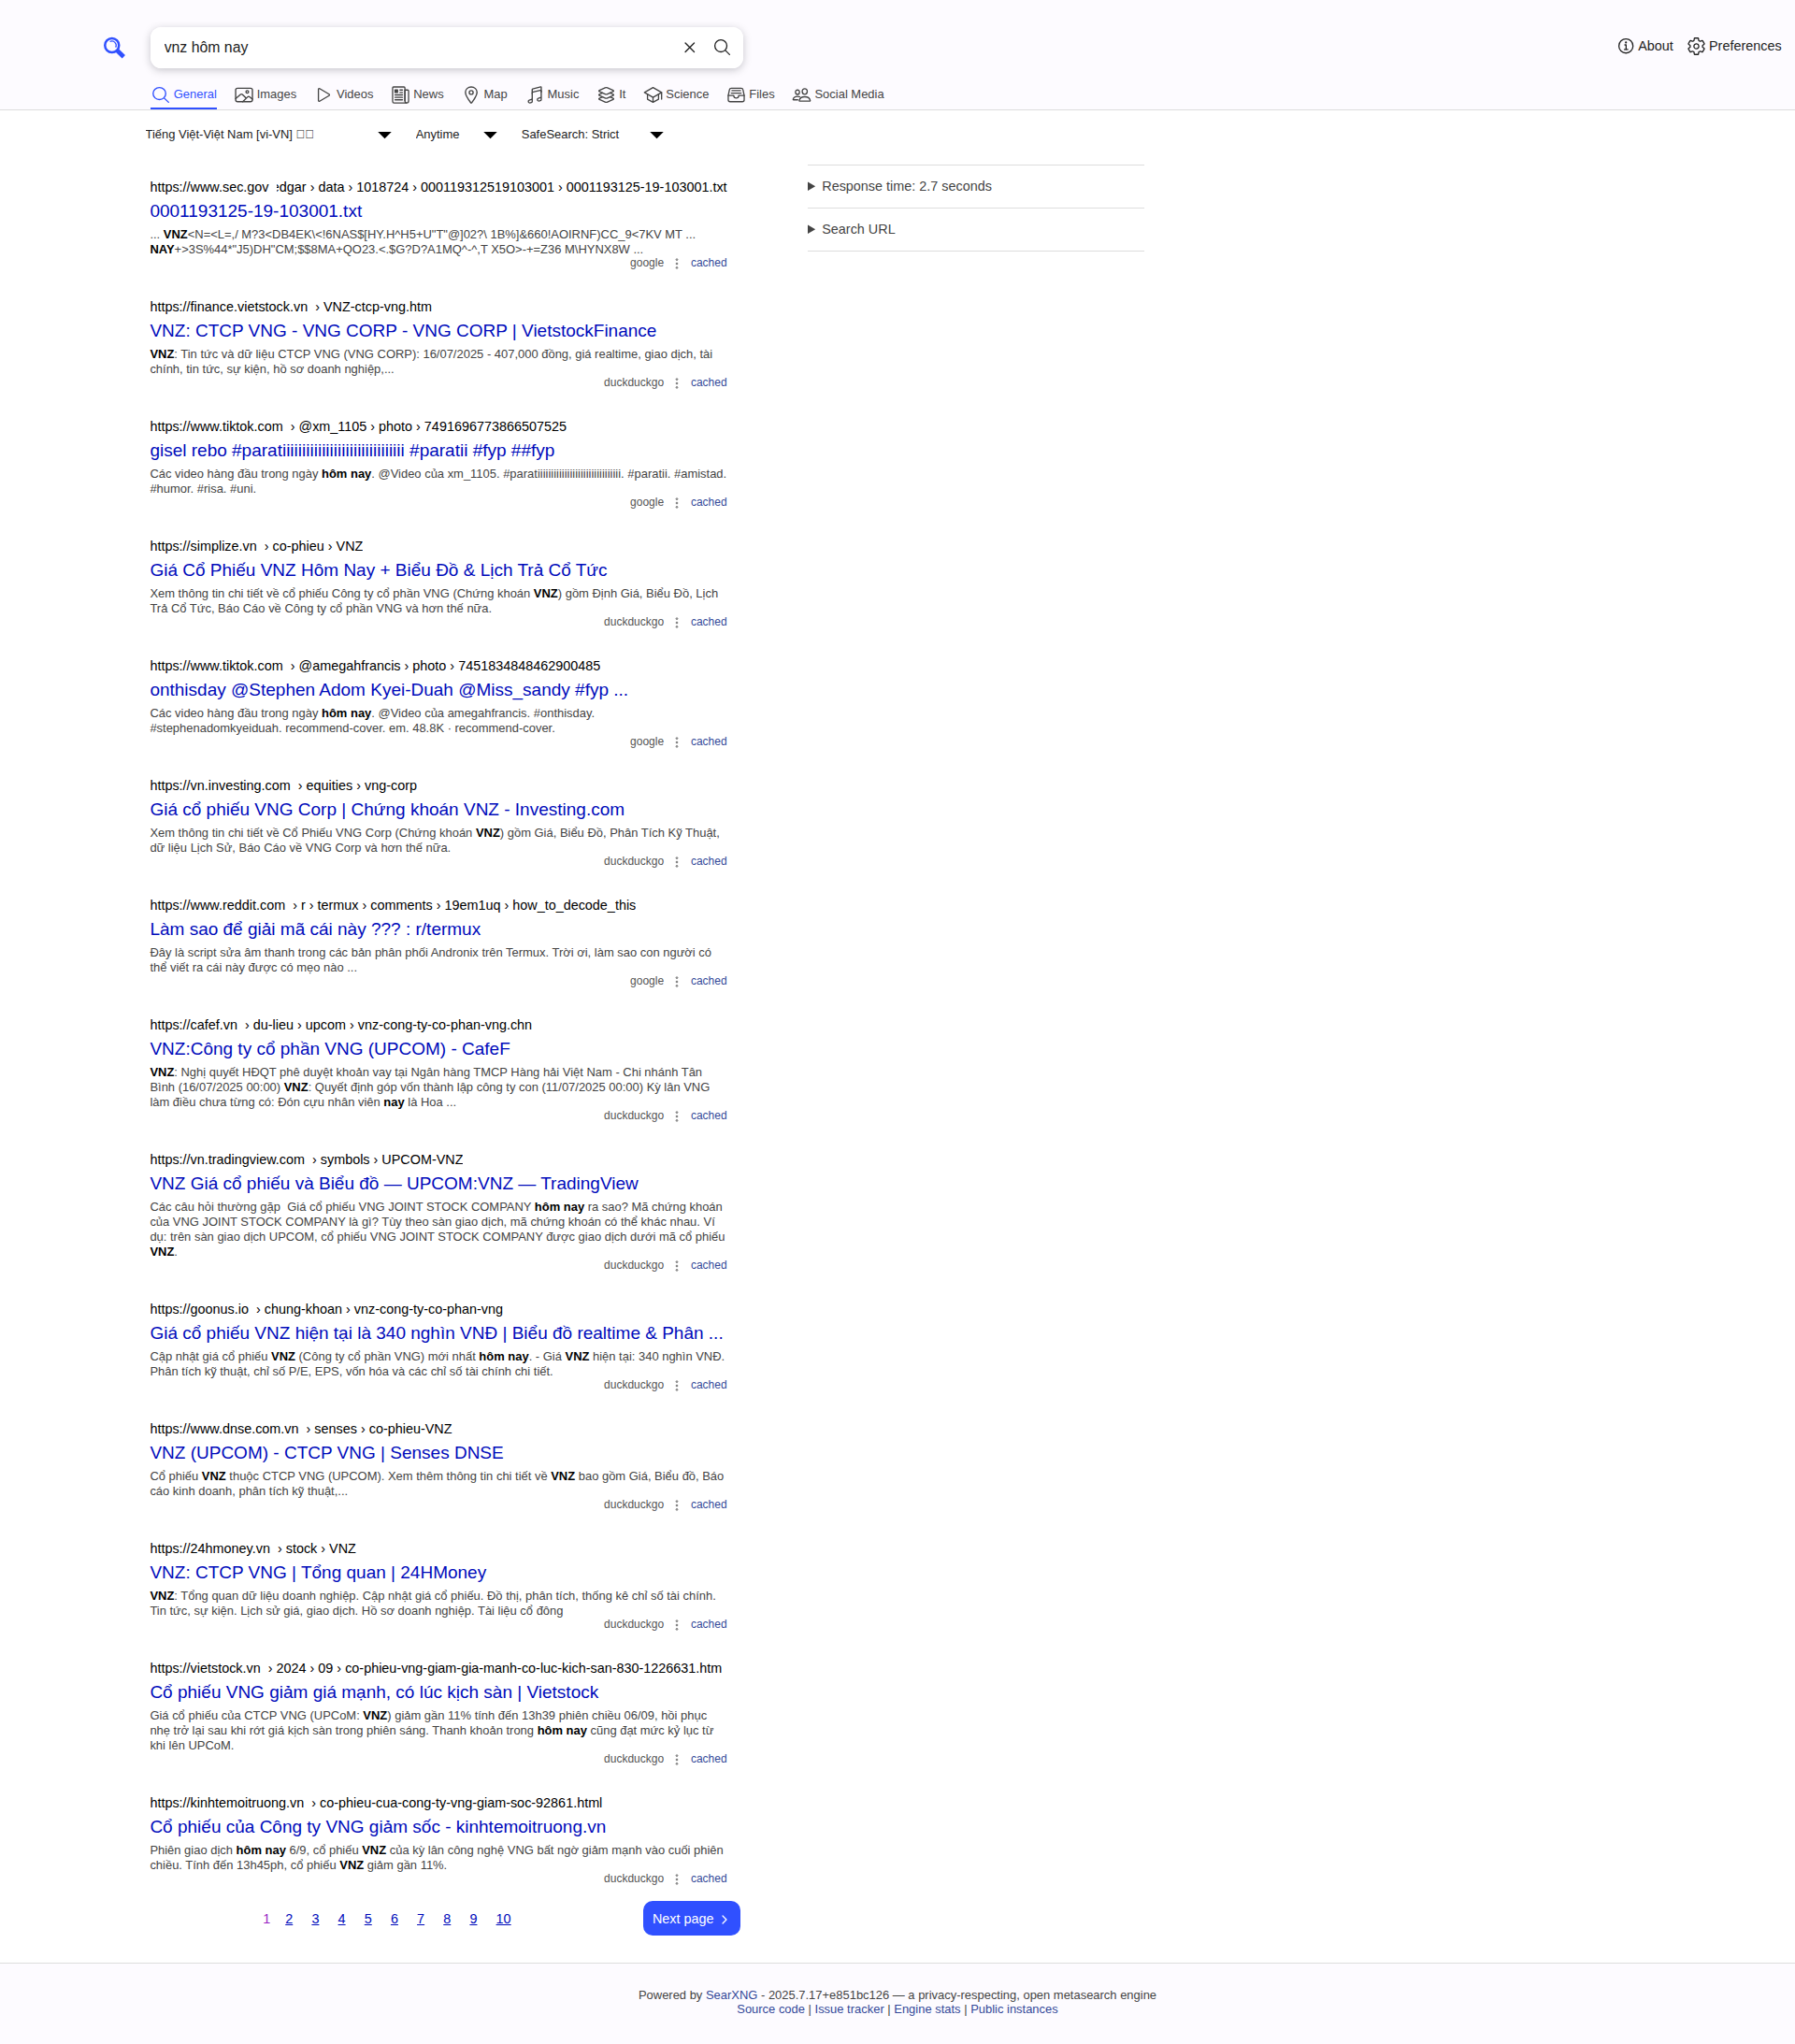 vnz hôm nay
About
Preferences
General
Images
Videos
News
Map
Music
It
Science
Files
Social Media
Tiếng Việt-Việt Nam [vi-VN]
Anytime
SafeSearch: Strict
https://www.sec.gov › edgar › data › 1018724 › 000119312519103001 › 0001193125-19-103001.txt
0001193125-19-103001.txt
... VNZ<N=<L=,/ M?3<DB4EK\<!6NAS$[HY.H^H5+U"T"@]02?\ 1B%]&660!AOIRNF)CC_9<7KV MT ...
NAY+>3S%44*"J5)DH"CM;$$8MA+QO23.<.$G?D?A1MQ^-^,T X5O>-+=Z36 M\HYNX8W ...
google
cached
https://finance.vietstock.vn › VNZ-ctcp-vng.htm
VNZ: CTCP VNG - VNG CORP - VNG CORP | VietstockFinance
VNZ: Tin tức và dữ liệu CTCP VNG (VNG CORP): 16/07/2025 - 407,000 đồng, giá realtime, giao dịch, tài
chính, tin tức, sự kiện, hồ sơ doanh nghiệp,...
duckduckgo
cached
https://www.tiktok.com › @xm_1105 › photo › 7491696773866507525
gisel rebo #paratiiiiiiiiiiiiiiiiiiiiiiiiiiiiiii #paratii #fyp ##fyp
Các video hàng đầu trong ngày hôm nay. @Video của xm_1105. #paratiiiiiiiiiiiiiiiiiiiiiiiiiiiiiii. #paratii. #amistad.
#humor. #risa. #uni.
google
cached
https://simplize.vn › co-phieu › VNZ
Giá Cổ Phiếu VNZ Hôm Nay + Biểu Đồ & Lịch Trả Cổ Tức
Xem thông tin chi tiết về cổ phiếu Công ty cổ phần VNG (Chứng khoán VNZ) gồm Định Giá, Biểu Đồ, Lịch
Trả Cổ Tức, Báo Cáo về Công ty cổ phần VNG và hơn thế nữa.
duckduckgo
cached
https://www.tiktok.com › @amegahfrancis › photo › 7451834848462900485
onthisday @Stephen Adom Kyei-Duah @Miss_sandy #fyp ...
Các video hàng đầu trong ngày hôm nay. @Video của amegahfrancis. #onthisday.
#stephenadomkyeiduah. recommend-cover. em. 48.8K · recommend-cover.
google
cached
https://vn.investing.com › equities › vng-corp
Giá cổ phiếu VNG Corp | Chứng khoán VNZ - Investing.com
Xem thông tin chi tiết về Cổ Phiếu VNG Corp (Chứng khoán VNZ) gồm Giá, Biểu Đồ, Phân Tích Kỹ Thuật,
dữ liệu Lịch Sử, Báo Cáo về VNG Corp và hơn thế nữa.
duckduckgo
cached
https://www.reddit.com › r › termux › comments › 19em1uq › how_to_decode_this
Làm sao để giải mã cái này ??? : r/termux
Đây là script sửa âm thanh trong các bản phân phối Andronix trên Termux. Trời ơi, làm sao con người có
thể viết ra cái này được có mẹo nào ...
google
cached
https://cafef.vn › du-lieu › upcom › vnz-cong-ty-co-phan-vng.chn
VNZ:Công ty cổ phần VNG (UPCOM) - CafeF
VNZ: Nghị quyết HĐQT phê duyệt khoản vay tại Ngân hàng TMCP Hàng hải Việt Nam - Chi nhánh Tân
Bình (16/07/2025 00:00) VNZ: Quyết định góp vốn thành lập công ty con (11/07/2025 00:00) Kỳ lân VNG
làm điều chưa từng có: Đón cựu nhân viên nay là Hoa ...
duckduckgo
cached
https://vn.tradingview.com › symbols › UPCOM-VNZ
VNZ Giá cổ phiếu và Biểu đồ — UPCOM:VNZ — TradingView
Các câu hỏi thường gặp Giá cổ phiếu VNG JOINT STOCK COMPANY hôm nay ra sao? Mã chứng khoán
của VNG JOINT STOCK COMPANY là gì? Tùy theo sàn giao dịch, mã chứng khoán có thể khác nhau. Ví
dụ: trên sàn giao dịch UPCOM, cổ phiếu VNG JOINT STOCK COMPANY được giao dịch dưới mã cổ phiếu
VNZ.
duckduckgo
cached
https://goonus.io › chung-khoan › vnz-cong-ty-co-phan-vng
Giá cổ phiếu VNZ hiện tại là 340 nghìn VNĐ | Biểu đồ realtime & Phân ...
Cập nhật giá cổ phiếu VNZ (Công ty cổ phần VNG) mới nhất hôm nay. - Giá VNZ hiện tại: 340 nghìn VNĐ.
Phân tích kỹ thuật, chỉ số P/E, EPS, vốn hóa và các chỉ số tài chính chi tiết.
duckduckgo
cached
https://www.dnse.com.vn › senses › co-phieu-VNZ
VNZ (UPCOM) - CTCP VNG | Senses DNSE
Cổ phiếu VNZ thuộc CTCP VNG (UPCOM). Xem thêm thông tin chi tiết về VNZ bao gồm Giá, Biểu đồ, Báo
cáo kinh doanh, phân tích kỹ thuật,...
duckduckgo
cached
https://24hmoney.vn › stock › VNZ
VNZ: CTCP VNG | Tổng quan | 24HMoney
VNZ: Tổng quan dữ liệu doanh nghiệp. Cập nhật giá cổ phiếu. Đồ thị, phân tích, thống kê chỉ số tài chính.
Tin tức, sự kiện. Lịch sử giá, giao dịch. Hồ sơ doanh nghiệp. Tài liệu cổ đông
duckduckgo
cached
https://vietstock.vn › 2024 › 09 › co-phieu-vng-giam-gia-manh-co-luc-kich-san-830-1226631.htm
Cổ phiếu VNG giảm giá mạnh, có lúc kịch sàn | Vietstock
Giá cổ phiếu của CTCP VNG (UPCoM: VNZ) giảm gần 11% tính đến 13h39 phiên chiều 06/09, hồi phục
nhẹ trở lại sau khi rớt giá kịch sàn trong phiên sáng. Thanh khoản trong hôm nay cũng đạt mức kỷ lục từ
khi lên UPCoM.
duckduckgo
cached
https://kinhtemoitruong.vn › co-phieu-cua-cong-ty-vng-giam-soc-92861.html
Cổ phiếu của Công ty VNG giảm sốc - kinhtemoitruong.vn
Phiên giao dịch hôm nay 6/9, cổ phiếu VNZ của kỳ lân công nghệ VNG bất ngờ giảm mạnh vào cuối phiên
chiều. Tính đến 13h45ph, cổ phiếu VNZ giảm gần 11%.
duckduckgo
cached
1 2 3 4 5 6 7 8 9 10
Next page
Response time: 2.7 seconds
Search URL
Powered by SearXNG - 2025.7.17+e851bc126 — a privacy-respecting, open metasearch engine
Source code | Issue tracker | Engine stats | Public instances